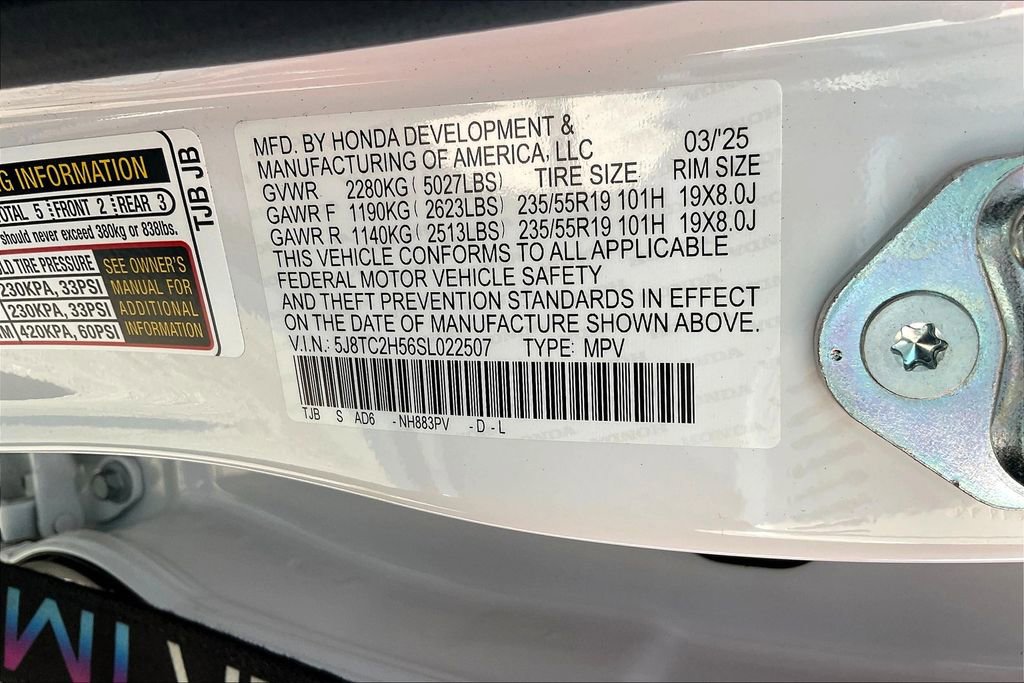 G INFORMATION
TOTAL 5 FRONT 2 REAR 3
should never exceed 380kg or 838lbs.
TIRE PRESSURE
SEE OWNER'S
MANUAL FOR
ADDITIONAL
INFORMATION
230KPA, 33PSI
230KPA, 33PSI
420KPA, 60PSI
TJB JB
MFD. BY HONDA DEVELOPMENT &
MANUFACTURING OF AMERICA, LLC 03/'25
GVWR 2280KG ( 5027LBS) TIRE SIZE RIM SIZE
GAWR F 1190KG ( 2623LBS) 235/55R19 101H 19X8.0J
GAWR R 1140KG ( 2513LBS) 235/55R19 101H 19X8.0J
THIS VEHICLE CONFORMS TO ALL APPLICABLE
FEDERAL MOTOR VEHICLE SAFETY
AND THEFT PREVENTION STANDARDS IN EFFECT
ON THE DATE OF MANUFACTURE SHOWN ABOVE.
V.I.N.: 5J8TC2H56SL022507 TYPE: MPV
TJB S AD6 -NH883PV -D-L